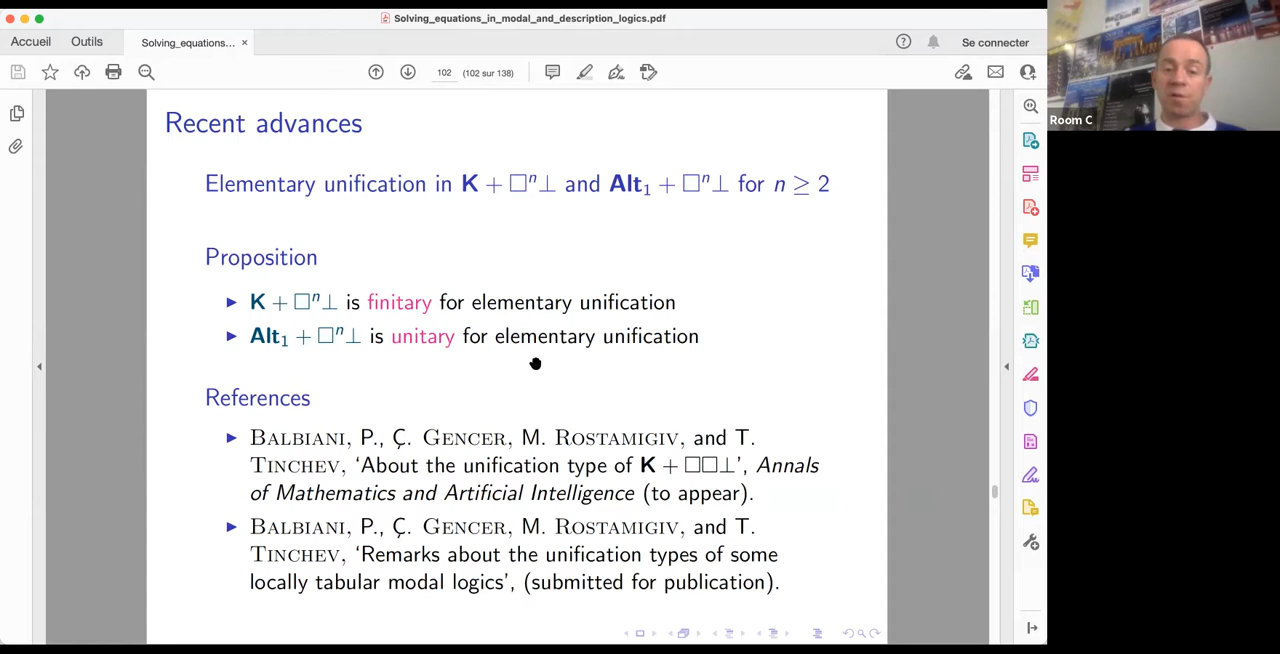 Solving_equations_in_modal_and_description_logics.pdf
Accueil Outils Solving_equations... × Se connecter
102 (102 sur 138)
Room C
Recent advances
Elementary unification in K + □ⁿ⊥ and Alt₁ + □ⁿ⊥ for n ≥ 2
Proposition
► K + □ⁿ⊥ is finitary for elementary unification
► Alt₁ + □ⁿ⊥ is unitary for elementary unification
References
► BALBIANI, P., Ç. GENCER, M. ROSTAMIGIV, and T.
TINCHEV, ‘About the unification type of K + □□⊥’, Annals
of Mathematics and Artificial Intelligence (to appear).
► BALBIANI, P., Ç. GENCER, M. ROSTAMIGIV, and T.
TINCHEV, ‘Remarks about the unification types of some
locally tabular modal logics’, (submitted for publication).